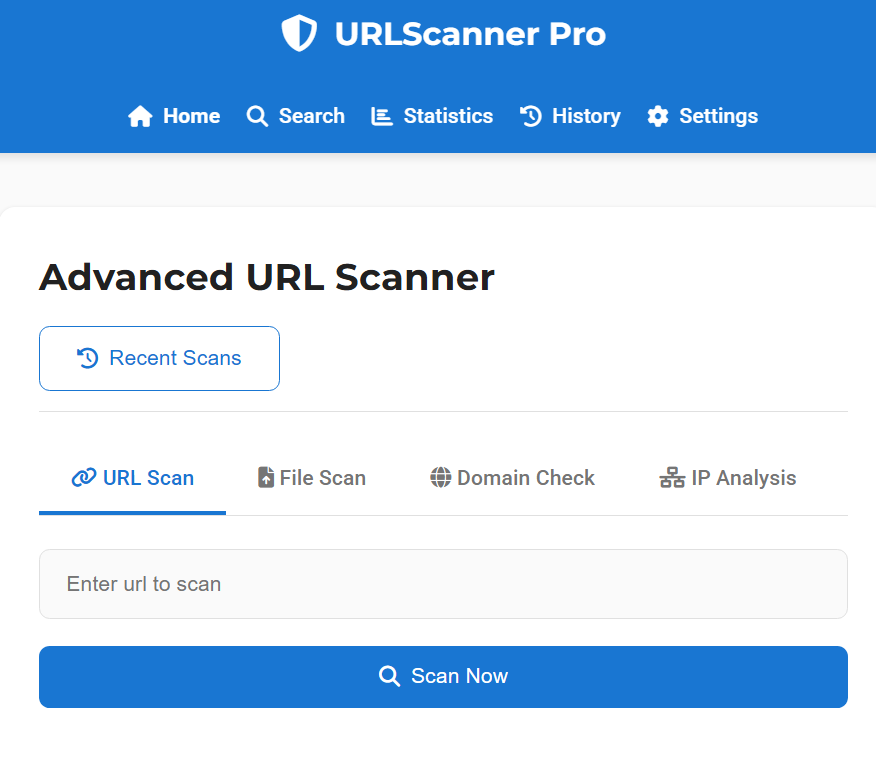 URLScanner Pro
Home Search Statistics History Settings
Advanced URL Scanner
Recent Scans
URL Scan File Scan Domain Check IP Analysis
Enter url to scan
Scan Now